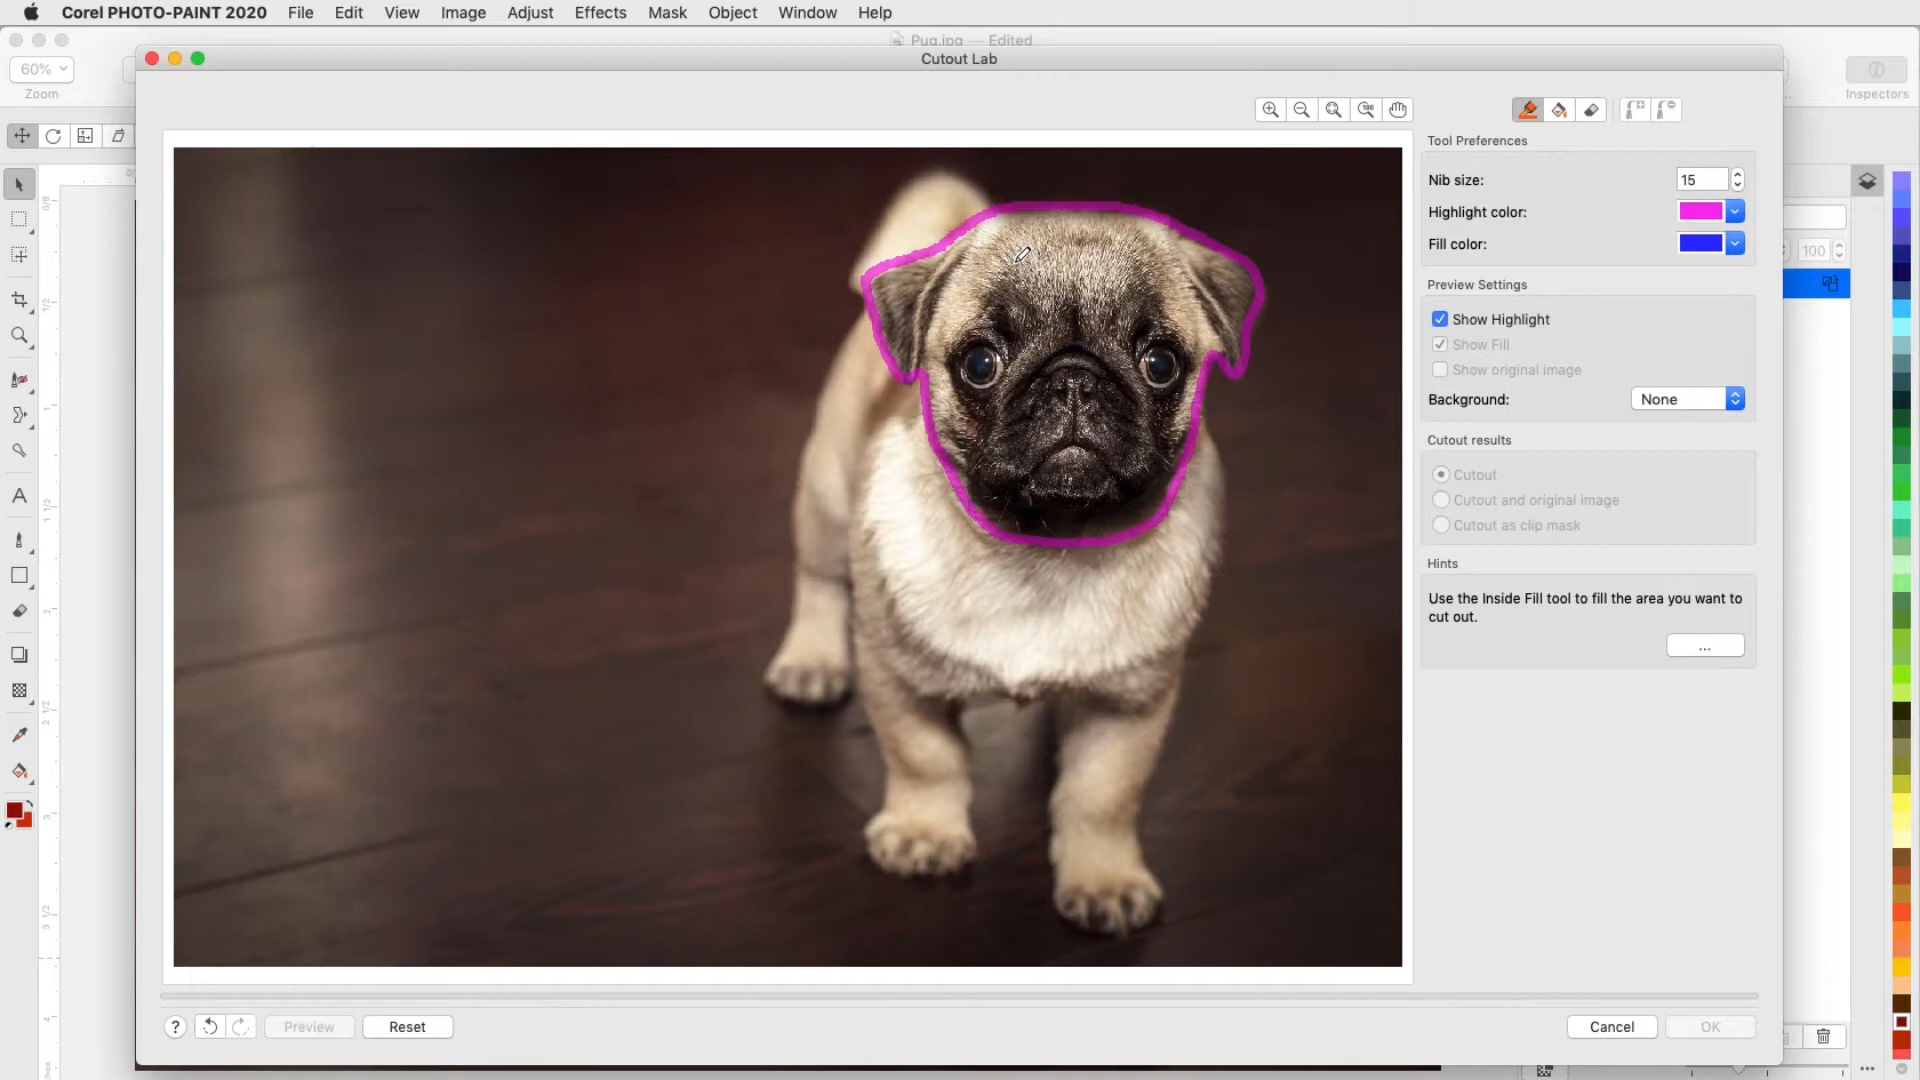 Corel PHOTO-PAINT 2020 File Edit View Image Adjust Effects Mask Object Window Help
Pug.jpg — Edited
Cutout Lab
60%
Zoom
Inspectors
100
Tool Preferences
Nib size: 15
Highlight color:
Fill color:
Preview Settings
Show Highlight
Show Fill
Show original image
Background: None
Cutout results
Cutout
Cutout and original image
Cutout as clip mask
Hints
Use the Inside Fill tool to fill the area you want to
cut out.
...
? Preview Reset Cancel OK